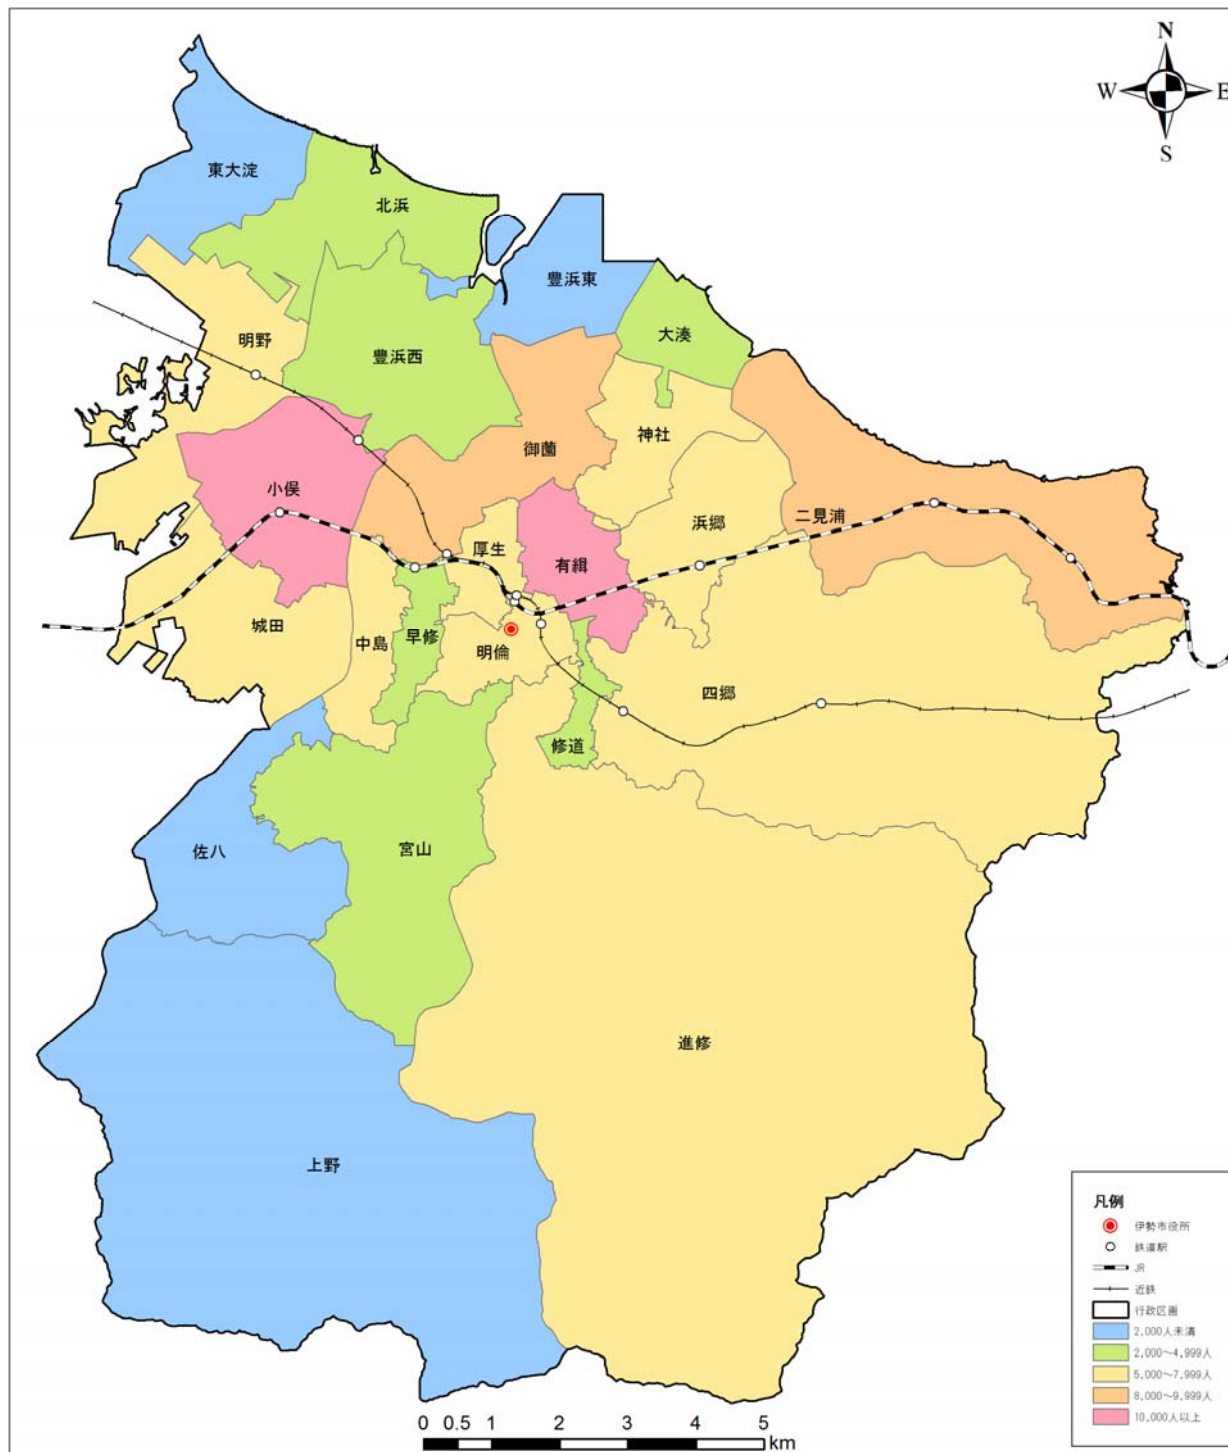 N
W E
S
東大淀
北浜
豊浜東
大湊
明野
豊浜西
神社
御薗
小俣
二見浦
浜郷
厚生
有緝
城田
中島
早修
明倫
四郷
修道
佐八
宮山
進修
上野
凡例
伊勢市役所
鉄道駅
JR
近鉄
行政区画
2,000人未満
2,000～4,999人
5,000～7,999人
8,000～9,999人
10,000人以上
0 0.5 1 2 3 4 5
km